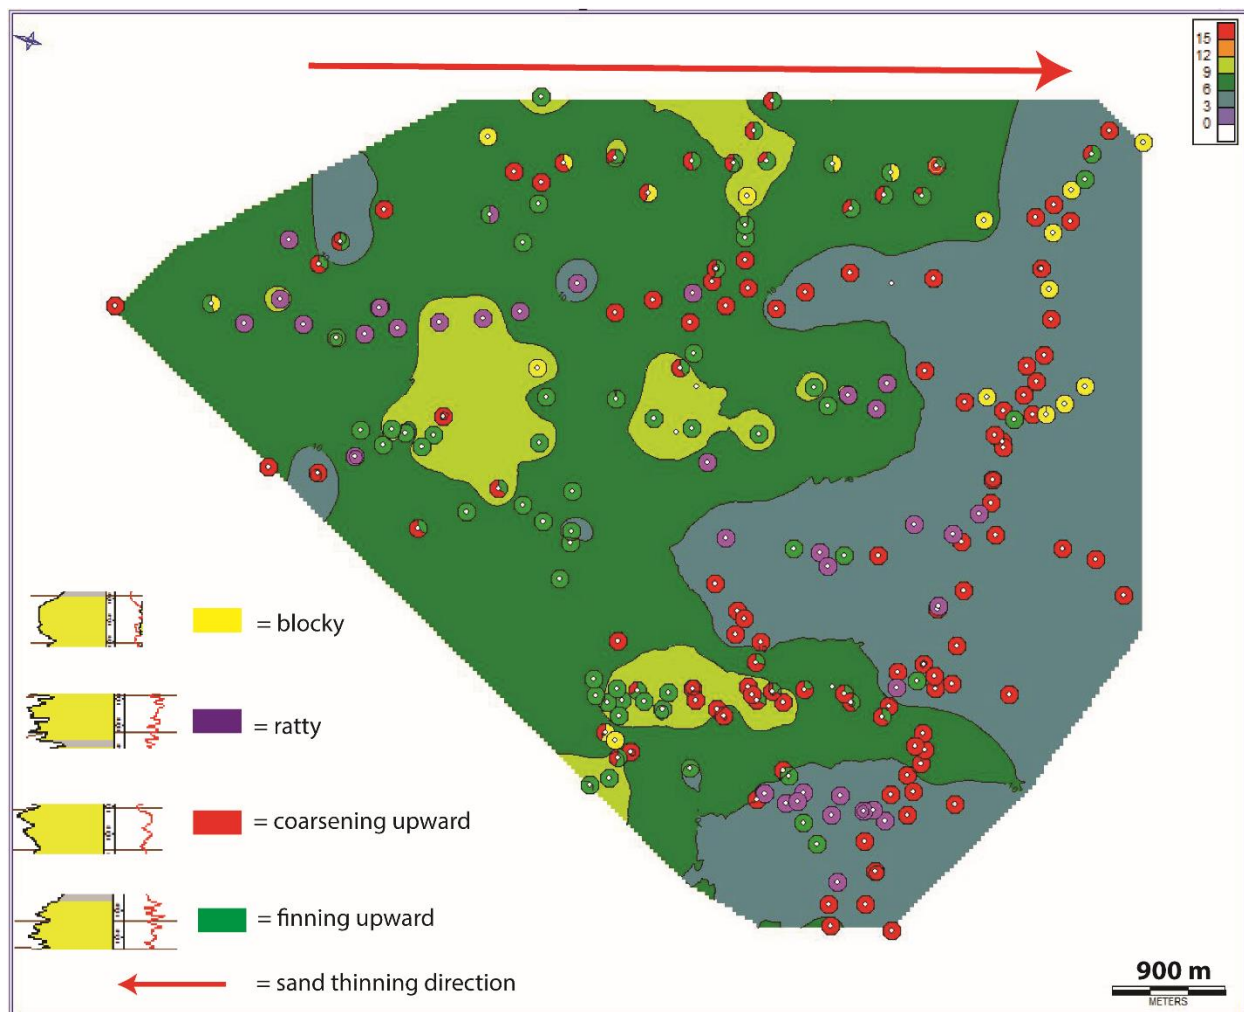 15
12
9
6
3
0
= blocky
= ratty
= coarsening upward
= finning upward
= sand thinning direction
900 m
METERS